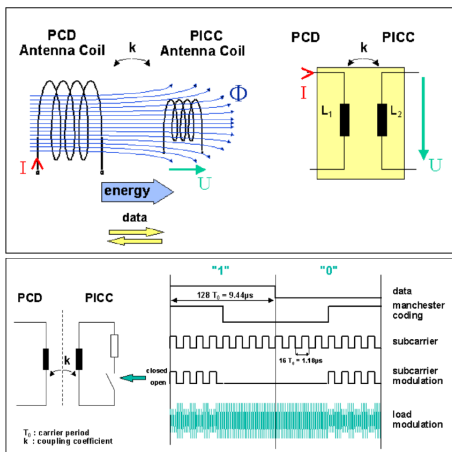 PCD
Antenna Coil
k
PICC
Antenna Coil
Φ
I
U
energy
data
PCD
PICC
k
I
L1
L2
U
"1"
"0"
128 T0 = 9.44µs
data
manchester
coding
subcarrier
16 T0 = 1.18µs
subcarrier
modulation
load
modulation
PCD
PICC
k
closed
open
T0 : carrier period
k : coupling coefficient